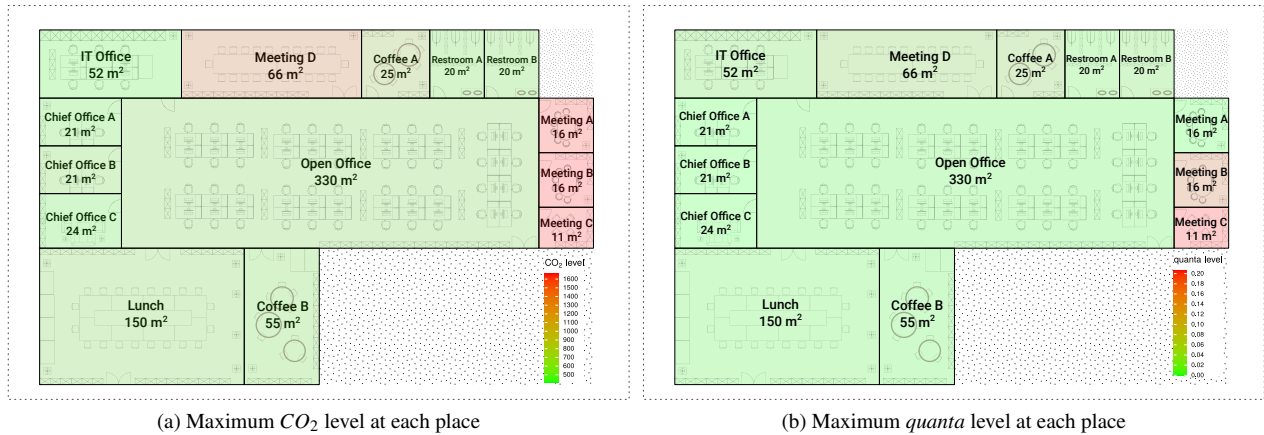 IT Office
52 m²
Meeting D
66 m²
Coffee A
25 m²
Restroom A
20 m²
Restroom B
20 m²
Chief Office A
21 m²
Chief Office B
21 m²
Chief Office C
24 m²
Open Office
330 m²
Meeting A
16 m²
Meeting B
16 m²
Meeting C
11 m²
Lunch
150 m²
Coffee B
55 m²
CO₂ level
1600
1500
1400
1300
1200
1100
1000
900
800
700
600
500
(a) Maximum CO₂ level at each place
IT Office
52 m²
Meeting D
66 m²
Coffee A
25 m²
Restroom A
20 m²
Restroom B
20 m²
Chief Office A
21 m²
Chief Office B
21 m²
Chief Office C
24 m²
Open Office
330 m²
Meeting A
16 m²
Meeting B
16 m²
Meeting C
11 m²
Lunch
150 m²
Coffee B
55 m²
quanta level
0.20
0.18
0.16
0.14
0.12
0.10
0.08
0.06
0.04
0.02
0.00
(b) Maximum quanta level at each place